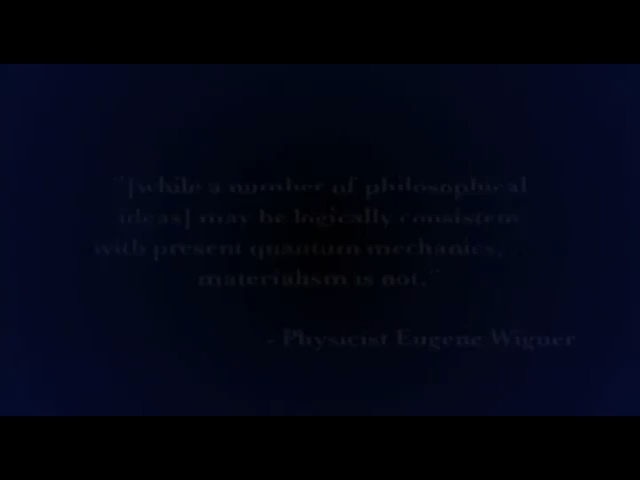 "[while a number of philosophical
ideas] may be logically consistent
with present quantum mechanics, ...
materialism is not."
- Physicist Eugene Wigner